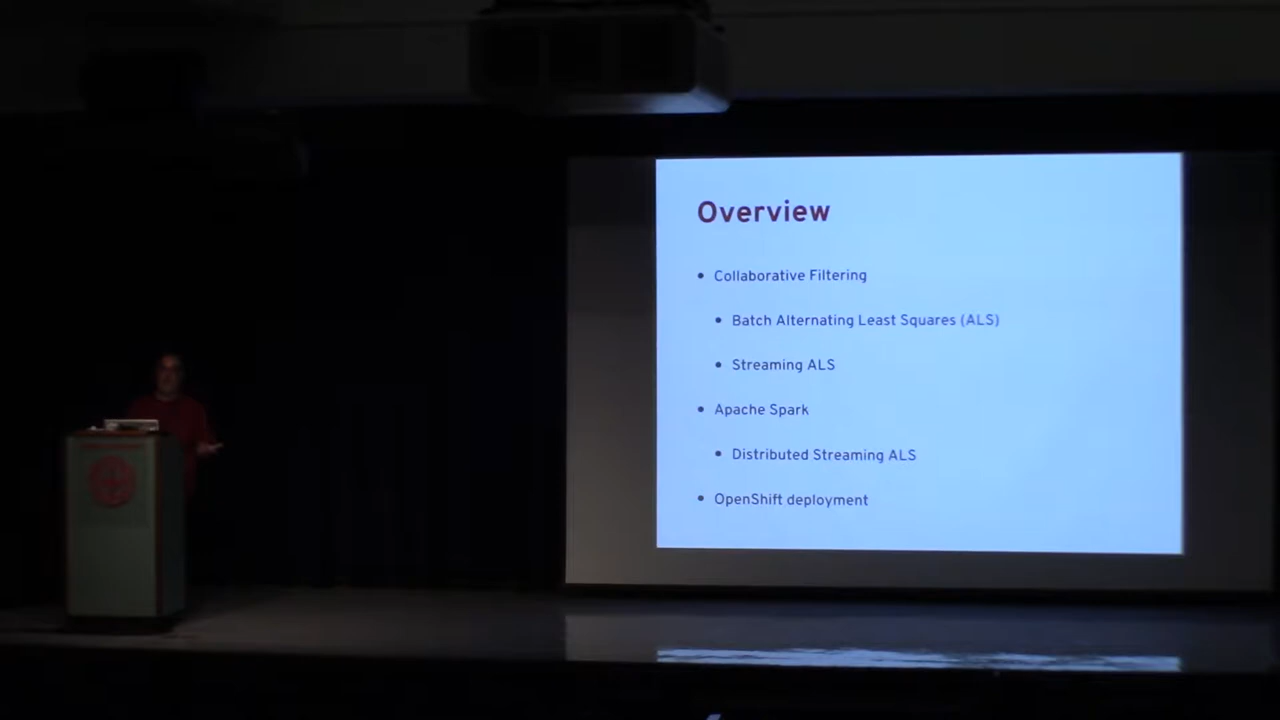 Overview
Collaborative Filtering
Batch Alternating Least Squares (ALS)
Streaming ALS
Apache Spark
Distributed Streaming ALS
OpenShift deployment